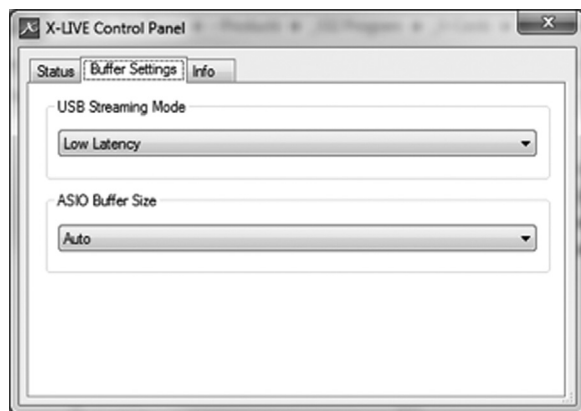 X-LIVE Control Panel
Status Buffer Settings Info
USB Streaming Mode
Low Latency
ASIO Buffer Size
Auto